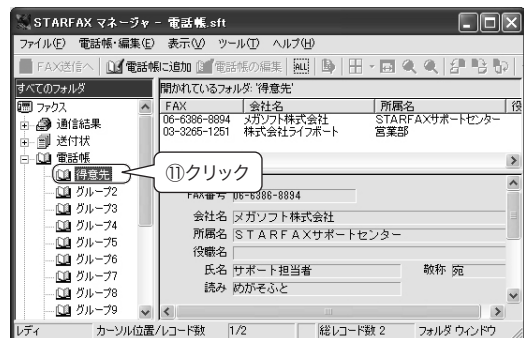 STARFAX マネージャ - 電話帳.sft
ファイル(F) 電話帳・編集(E) 表示(V) ツール(T) ヘルプ(H)
FAX送信へ 電話帳に追加 電話帳の編集 ALL
すべてのフォルダ 開かれているフォルダ: '得意先'
FAX 会社名 所属名 役
06-6386-8894 メガソフト株式会社 STARFAXサポートセンター
03-3265-1251 株式会社ライフボート 営業部
ファクス
通信結果
送付状
電話帳
得意先
グループ2
グループ3
グループ4
グループ5
グループ6
グループ7
グループ8
グループ9
⑪クリック
FAX番号 06-6386-8894
会社名 メガソフト株式会社
所属名 STARFAXサポートセンター
役職名
氏名 サポート担当者 敬称 宛
読み めがそふと
レディ カーソル位置/レコード数 1/2 総レコード数 2 フォルダ ウィンドウ